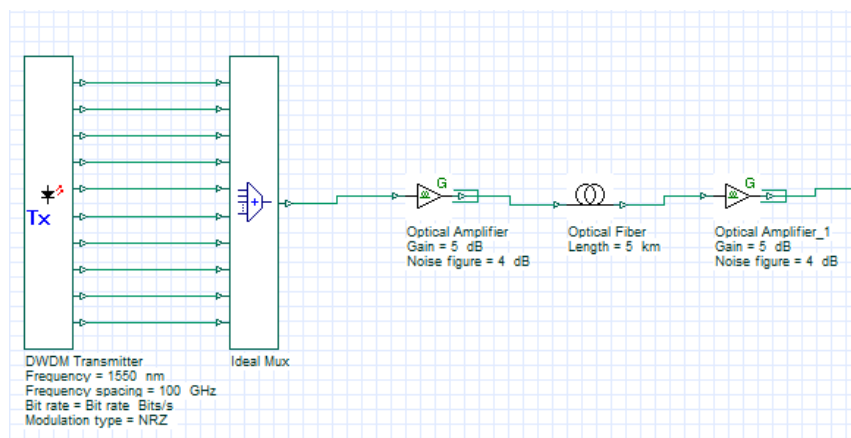 Tx
G
G
Optical Amplifier
Gain = 5 dB
Noise figure = 4 dB
Optical Fiber
Length = 5 km
Optical Amplifier_1
Gain = 5 dB
Noise figure = 4 dB
DWDM Transmitter
Frequency = 1550 nm
Frequency spacing = 100 GHz
Bit rate = Bit rate Bits/s
Modulation type = NRZ
Ideal Mux